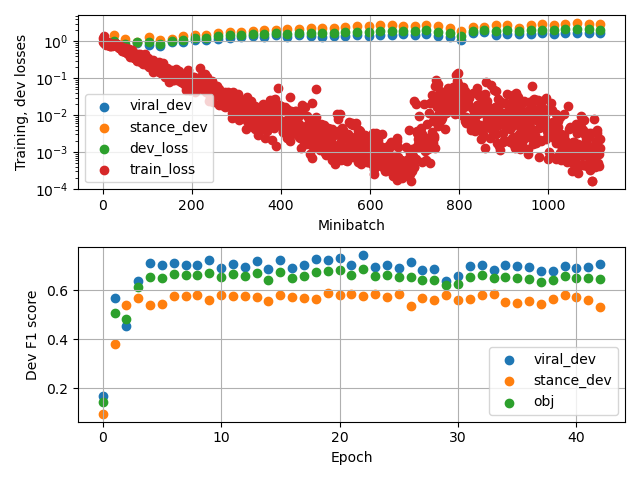 Training, dev losses
10⁰
10⁻¹
10⁻²
10⁻³
10⁻⁴
viral_dev
stance_dev
dev_loss
train_loss
0 200 400 600 800 1000
Minibatch
Dev F1 score
0.6
0.4
0.2
viral_dev
stance_dev
obj
0 10 20 30 40
Epoch